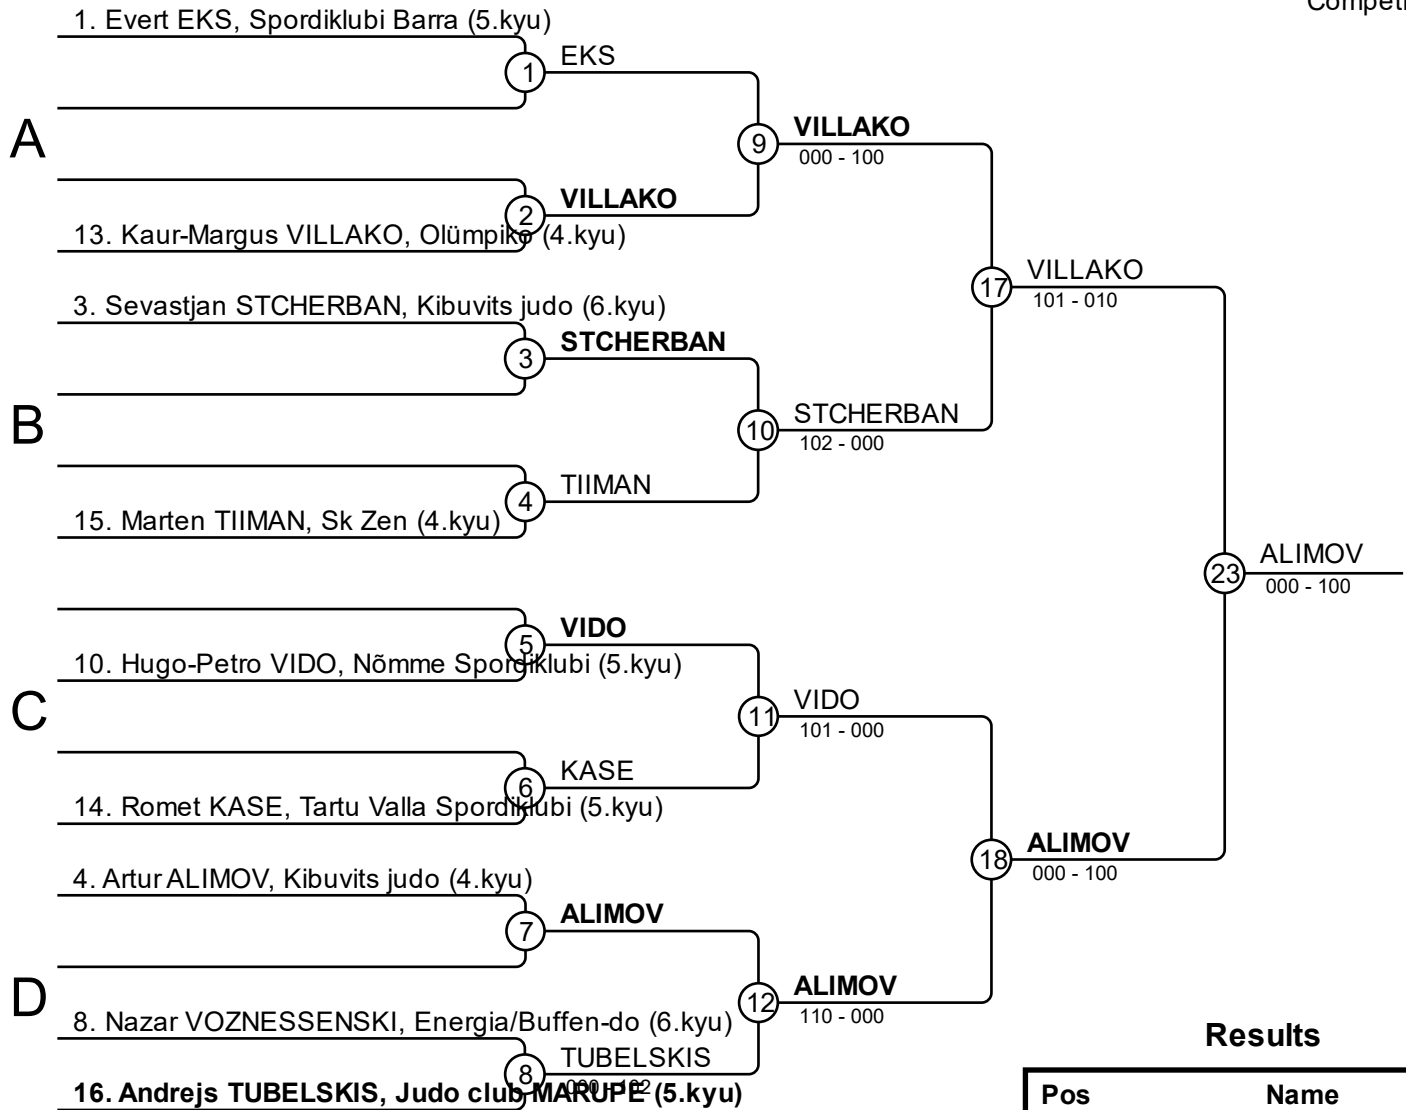 Competi
1. Evert EKS, Spordiklubi Barra (5.kyu)
1
EKS
A
9
VILLAKO
000 - 100
2
VILLAKO
13. Kaur-Margus VILLAKO, Olümpiko (4.kyu)
17
VILLAKO
101 - 010
3. Sevastjan STCHERBAN, Kibuvits judo (6.kyu)
3
STCHERBAN
B
10
STCHERBAN
102 - 000
4
TIIMAN
15. Marten TIIMAN, Sk Zen (4.kyu)
23
ALIMOV
000 - 100
5
VIDO
10. Hugo-Petro VIDO, Nõmme Spordiklubi (5.kyu)
C
11
VIDO
101 - 000
6
KASE
14. Romet KASE, Tartu Valla Spordiklubi (5.kyu)
18
ALIMOV
000 - 100
4. Artur ALIMOV, Kibuvits judo (4.kyu)
7
ALIMOV
D
12
ALIMOV
110 - 000
8. Nazar VOZNESSENSKI, Energia/Buffen-do (6.kyu)
8
TUBELSKIS
000 - 102
16. Andrejs TUBELSKIS, Judo club MARUPE (5.kyu)
Results
Pos Name